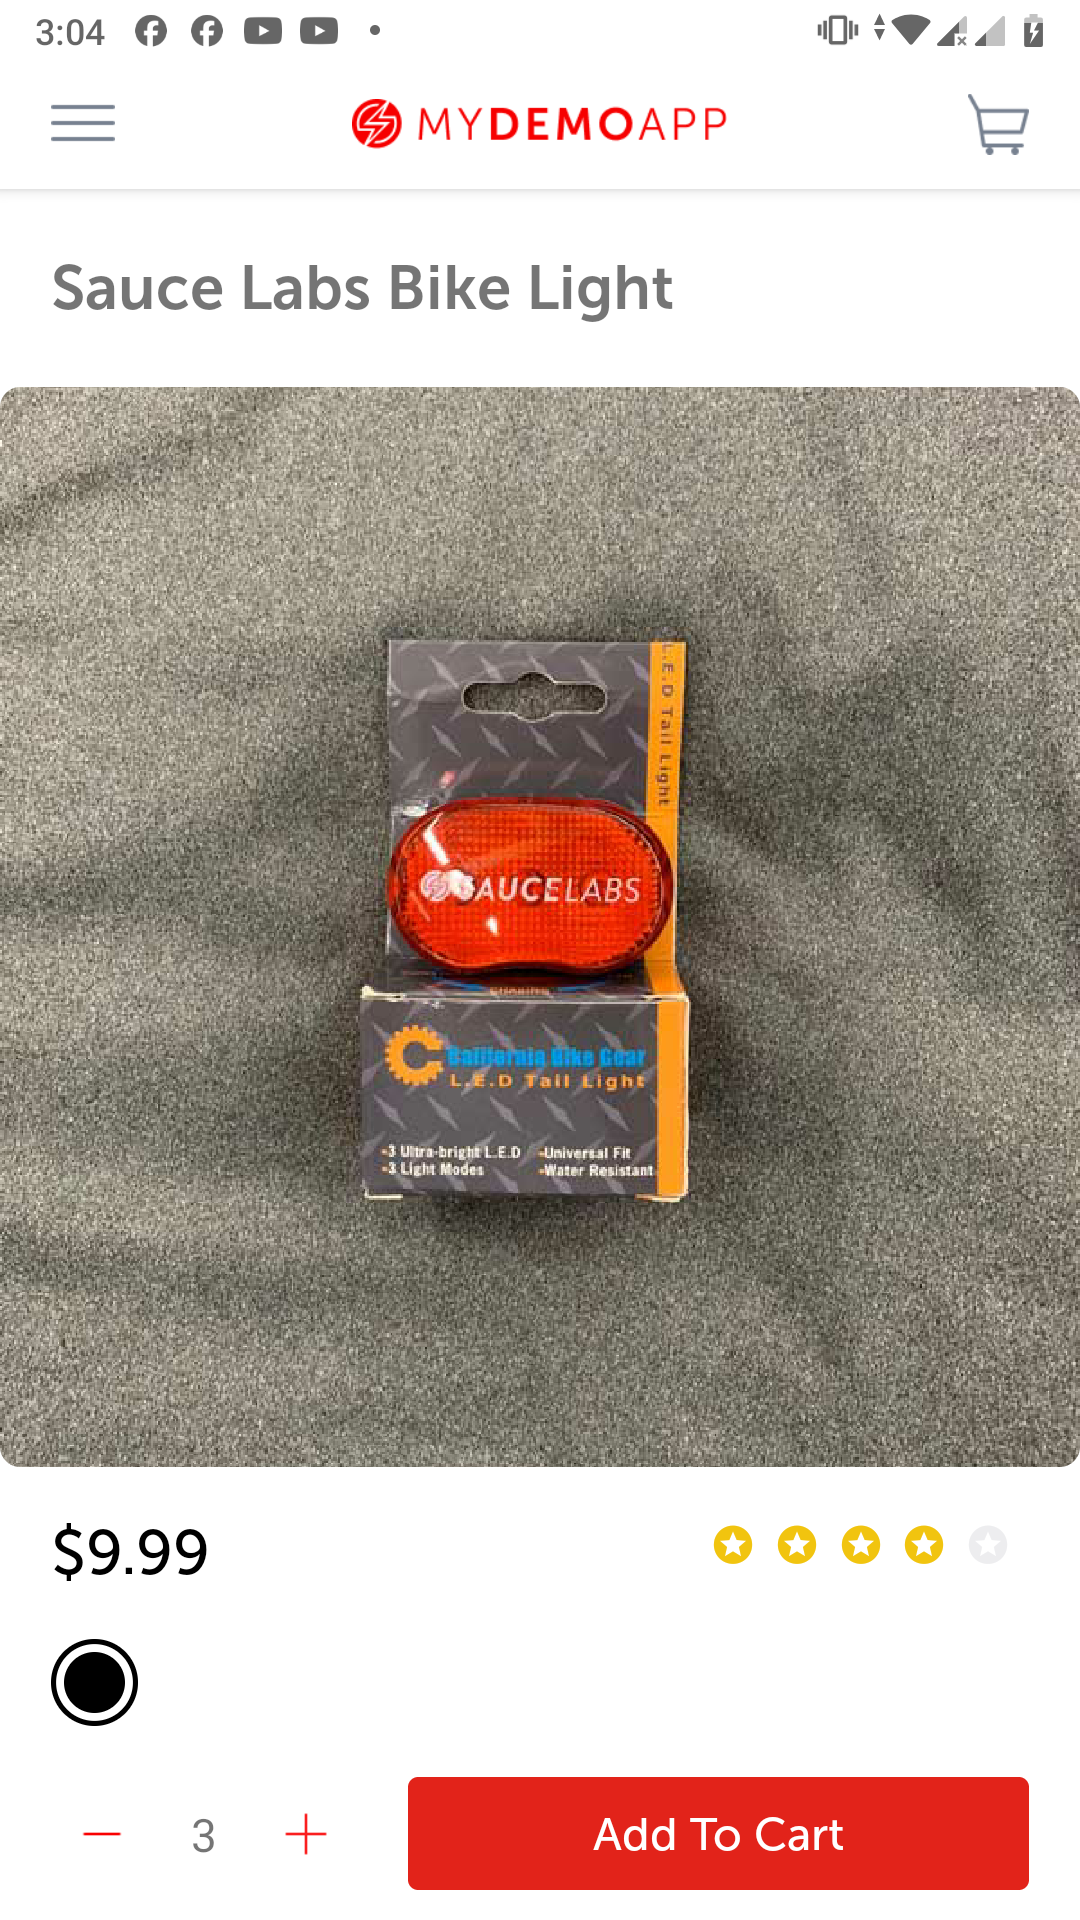 3:04
MYDEMOAPP
Sauce Labs Bike Light
L.E.D Tail Light
SAUCELABS
California Bike Gear
L.E.D Tail Light
-3 Ultra-bright L.E.D -Universal Fit
-3 Light Modes -Water Resistant
$9.99
3
Add To Cart